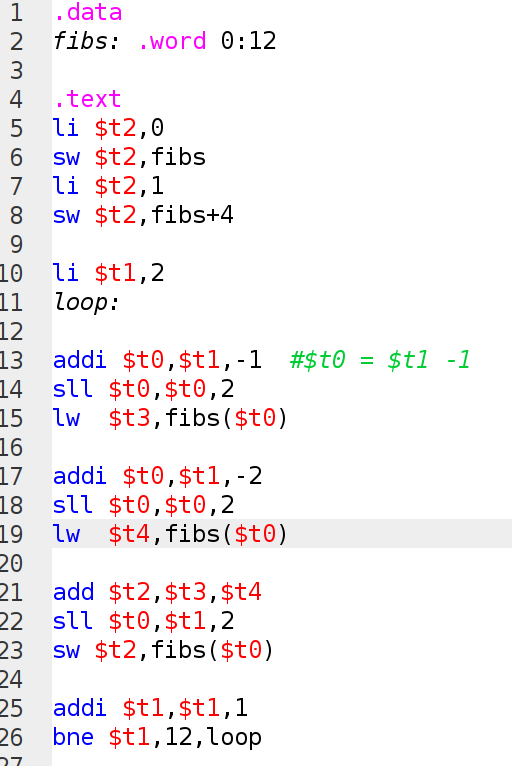 1 .data
2 fibs: .word 0:12
3
4 .text
5 li $t2,0
6 sw $t2,fibs
7 li $t2,1
8 sw $t2,fibs+4
9
10 li $t1,2
11 loop:
12
13 addi $t0,$t1,-1  #$t0 = $t1 -1
14 sll $t0,$t0,2
15 lw  $t3,fibs($t0)
16
17 addi $t0,$t1,-2
18 sll $t0,$t0,2
19 lw  $t4,fibs($t0)
20
21 add $t2,$t3,$t4
22 sll $t0,$t1,2
23 sw $t2,fibs($t0)
24
25 addi $t1,$t1,1
26 bne $t1,12,loop
27